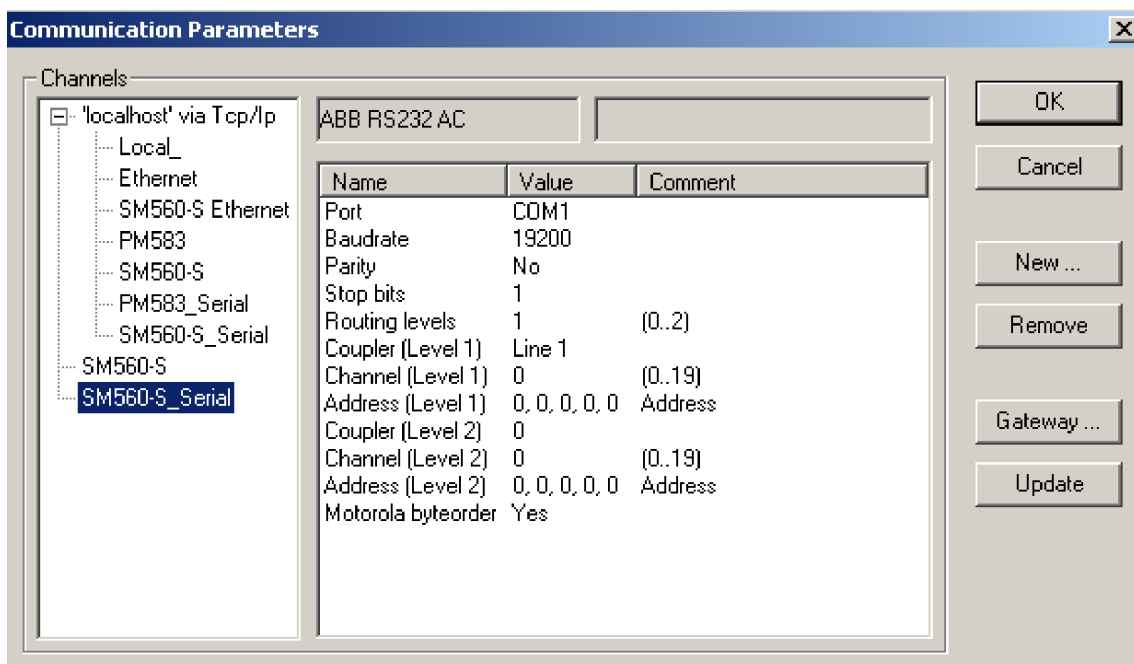 Communication Parameters
Channels
'localhost' via Tcp/Ip
Local_
Ethernet
SM560-S Ethernet
PM583
SM560-S
PM583_Serial
SM560-S_Serial
SM560-S
SM560-S_Serial
ABB RS232 AC
Name Value Comment
Port COM1
Baudrate 19200
Parity No
Stop bits 1
Routing levels 1 (0..2)
Coupler (Level 1) Line 1
Channel (Level 1) 0 (0..19)
Address (Level 1) 0, 0, 0, 0, 0 Address
Coupler (Level 2) 0
Channel (Level 2) 0 (0..19)
Address (Level 2) 0, 0, 0, 0, 0 Address
Motorola byteorder Yes
OK
Cancel
New ...
Remove
Gateway ...
Update